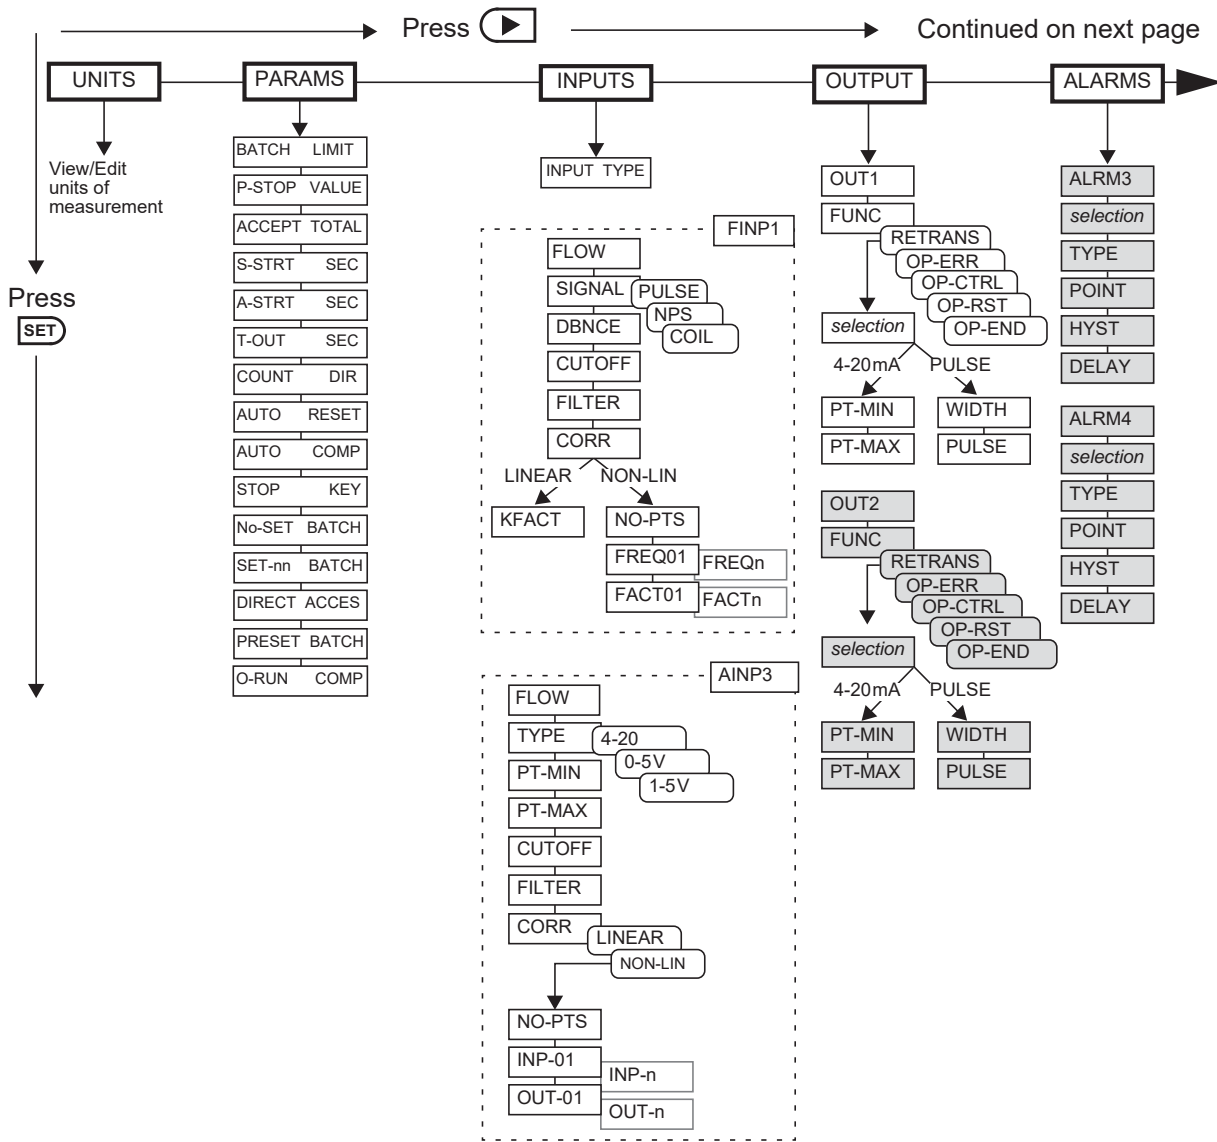 Press
Continued on next page
UNITS
PARAMS
INPUTS
OUTPUT
ALARMS
Press
SET
View/Edit
units of
measurement
BATCH LIMIT
P-STOP VALUE
ACCEPT TOTAL
S-STRT SEC
A-STRT SEC
T-OUT SEC
COUNT DIR
AUTO RESET
AUTO COMP
STOP KEY
No-SET BATCH
SET-nn BATCH
DIRECT ACCES
PRESET BATCH
O-RUN COMP
INPUT TYPE
FINP1
FLOW
SIGNAL
PULSE
NPS
COIL
DBNCE
CUTOFF
FILTER
CORR
LINEAR
NON-LIN
KFACT
NO-PTS
FREQ01
FREQn
FACT01
FACTn
AINP3
FLOW
TYPE
4-20
0-5V
1-5V
PT-MIN
PT-MAX
CUTOFF
FILTER
CORR
LINEAR
NON-LIN
NO-PTS
INP-01
INP-n
OUT-01
OUT-n
OUT1
FUNC
RETRANS
OP-ERR
OP-CTRL
OP-RST
OP-END
selection
4-20mA
PULSE
PT-MIN
PT-MAX
WIDTH
PULSE
OUT2
FUNC
RETRANS
OP-ERR
OP-CTRL
OP-RST
OP-END
selection
4-20mA
PULSE
PT-MIN
PT-MAX
WIDTH
PULSE
ALRM3
selection
TYPE
POINT
HYST
DELAY
ALRM4
selection
TYPE
POINT
HYST
DELAY